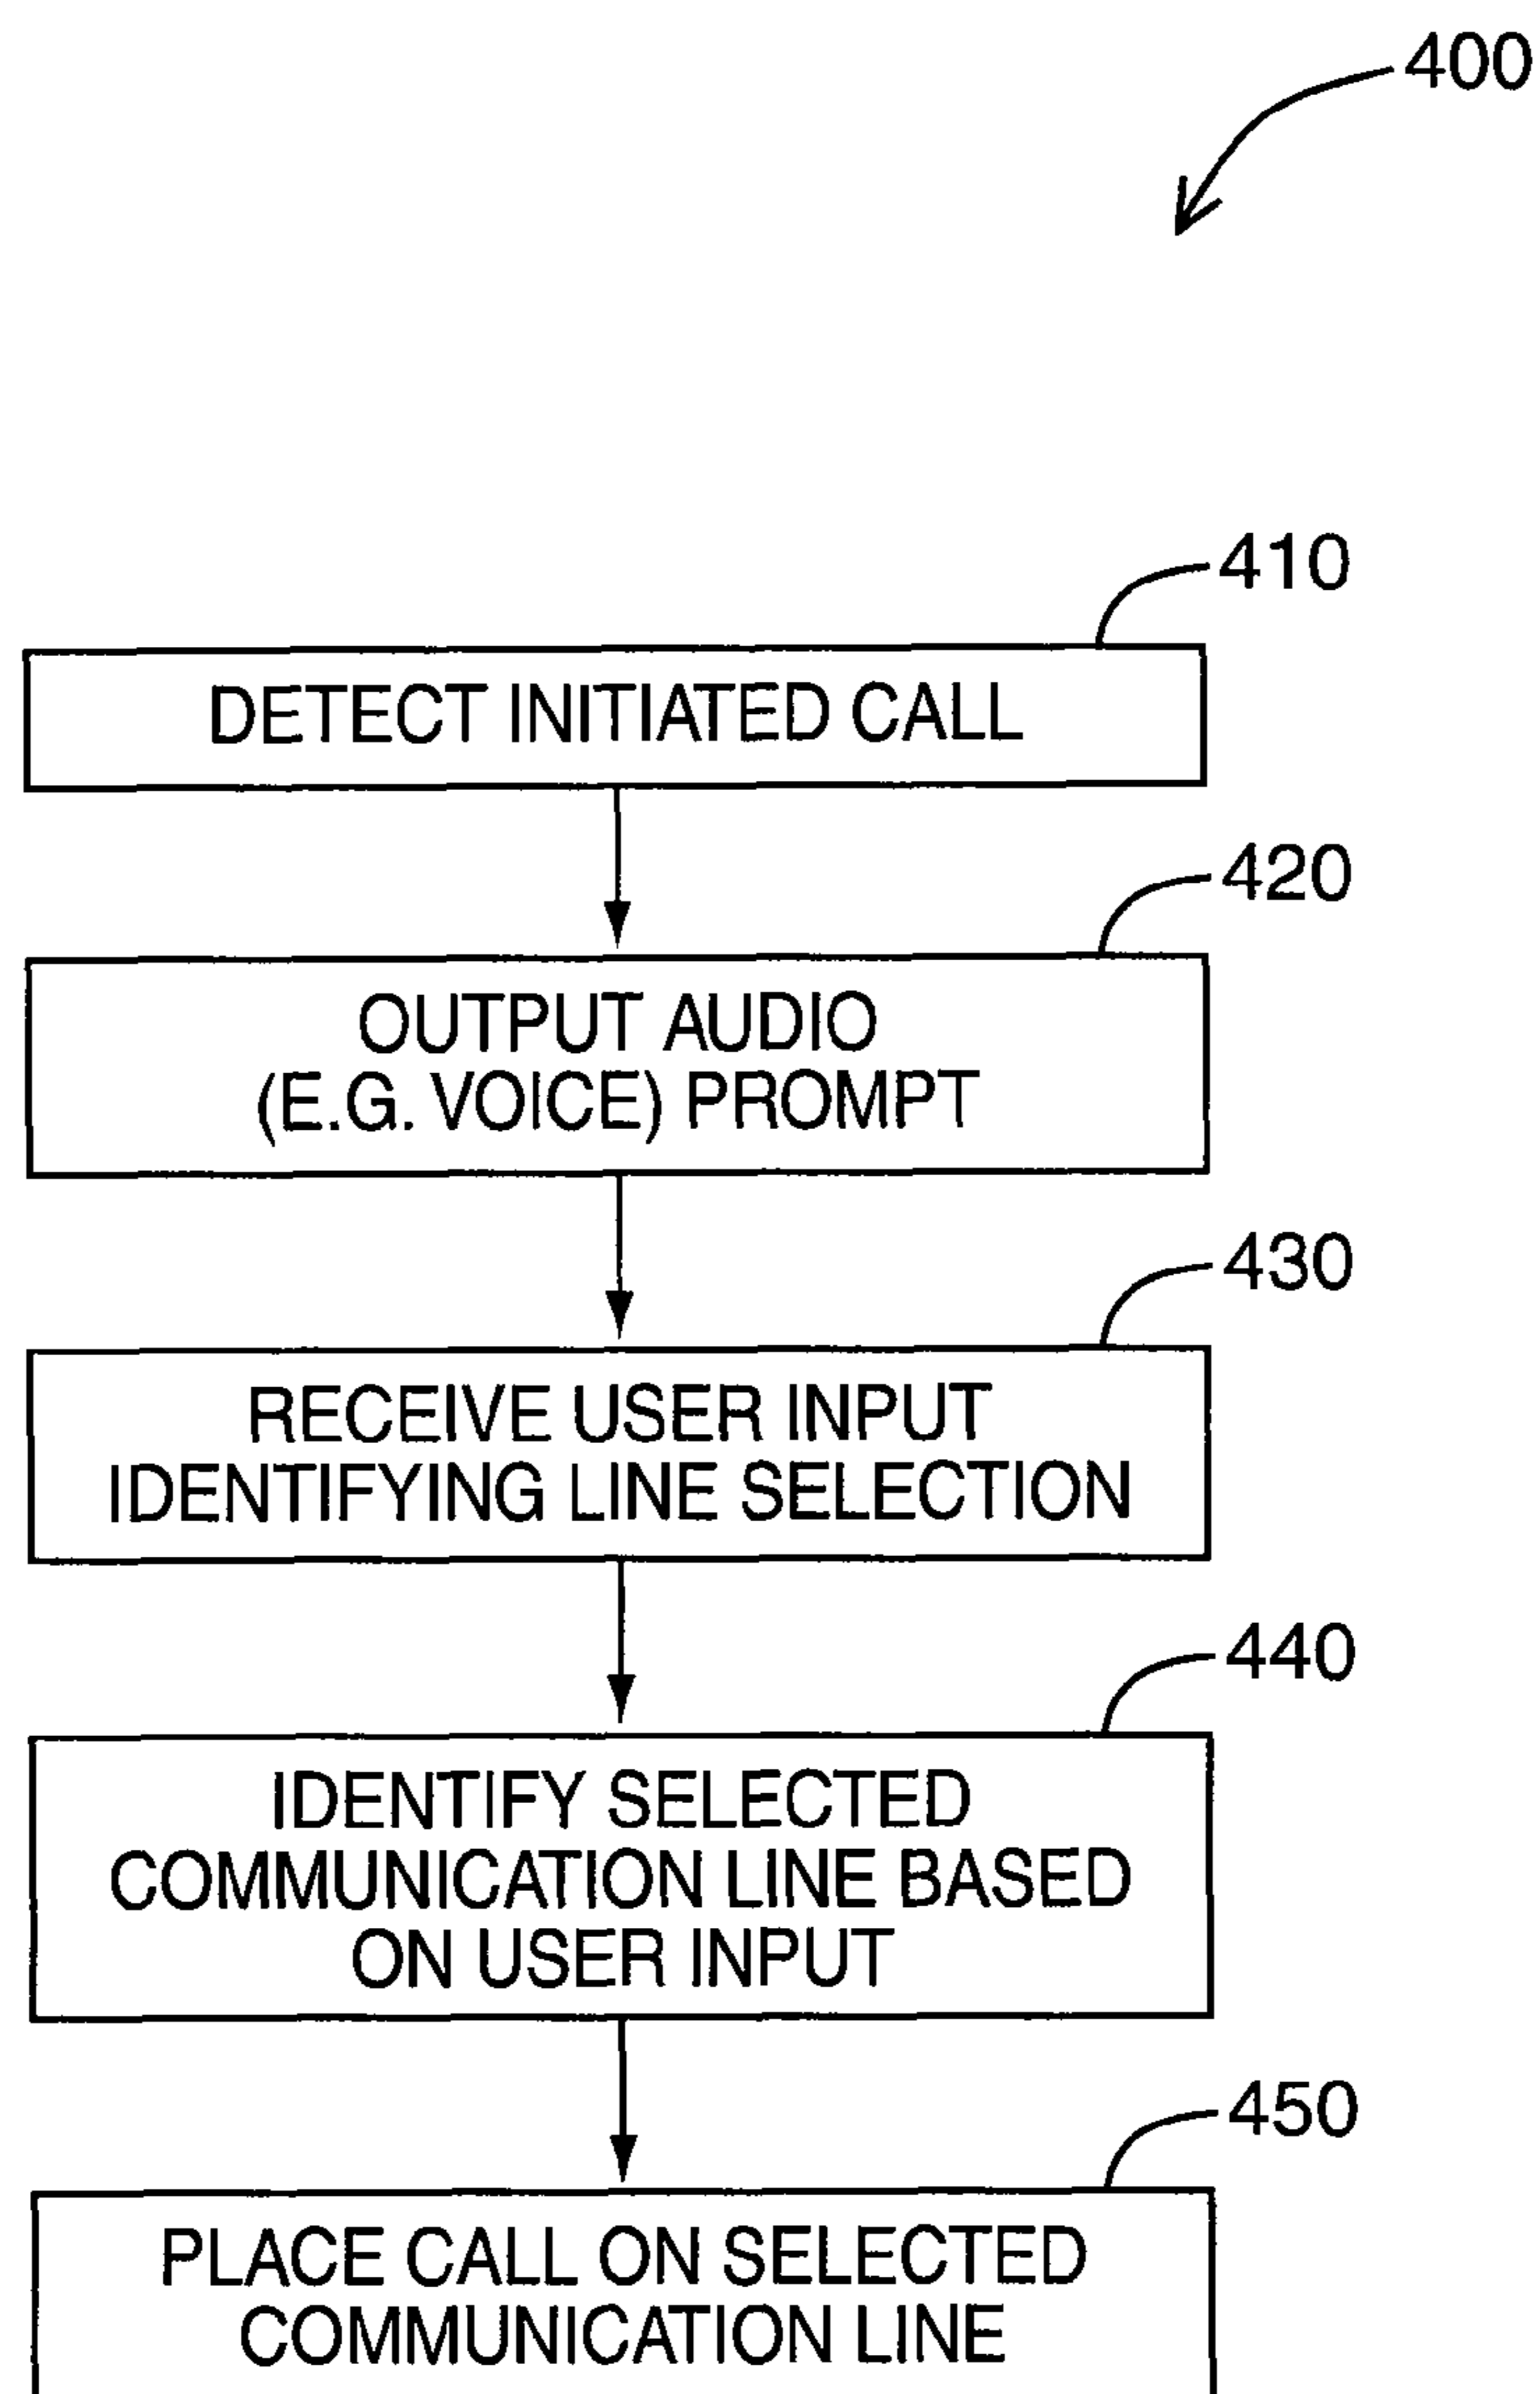 400
410
DETECT INITIATED CALL
420
OUTPUT AUDIO
(E.G. VOICE) PROMPT
430
RECEIVE USER INPUT
IDENTIFYING LINE SELECTION
440
IDENTIFY SELECTED
COMMUNICATION LINE BASED
ON USER INPUT
450
PLACE CALL ON SELECTED
COMMUNICATION LINE